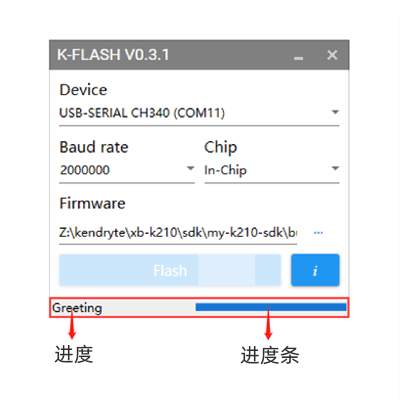 K-FLASH V0.3.1
Device
USB-SERIAL CH340 (COM11)
Baud rate Chip
2000000 In-Chip
Firmware
Z:\kendryte\xb-k210\sdk\my-k210-sdk\bu ...
Flash i
Greeting
进度 进度条